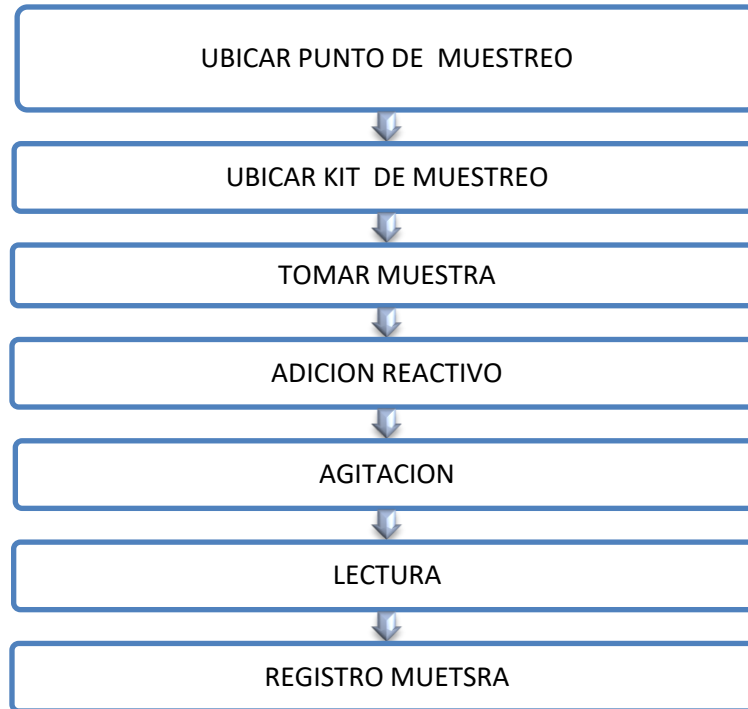 UBICAR PUNTO DE MUESTREO
UBICAR KIT DE MUESTREO
TOMAR MUESTRA
ADICION REACTIVO
AGITACION
LECTURA
REGISTRO MUETSRA